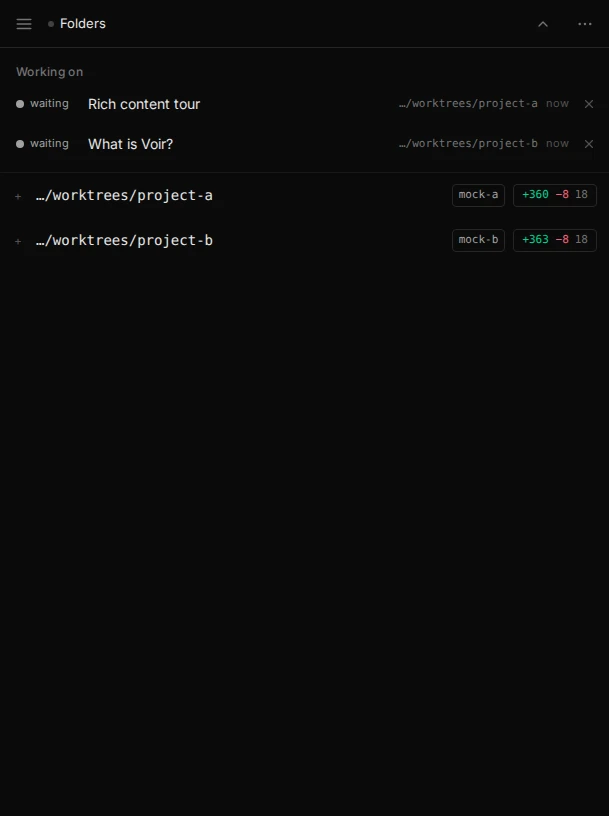 Folders
Working on
waiting Rich content tour …/worktrees/project-a now
waiting What is Voir? …/worktrees/project-b now
+ …/worktrees/project-a mock-a +360 −8 18
+ …/worktrees/project-b mock-b +363 −8 18